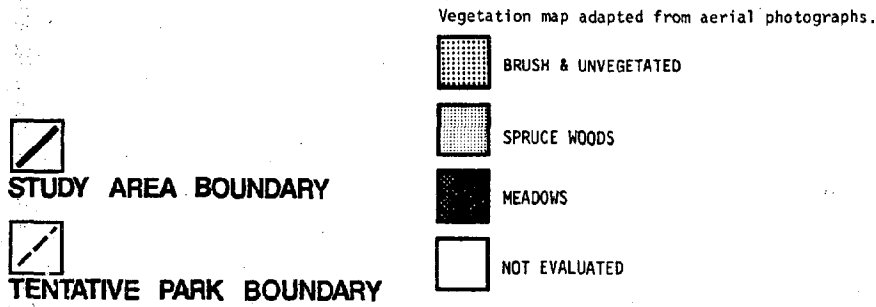 Vegetation map adapted from aerial photographs.
BRUSH & UNVEGETATED
SPRUCE WOODS
MEADOWS
NOT EVALUATED
STUDY AREA BOUNDARY
TENTATIVE PARK BOUNDARY